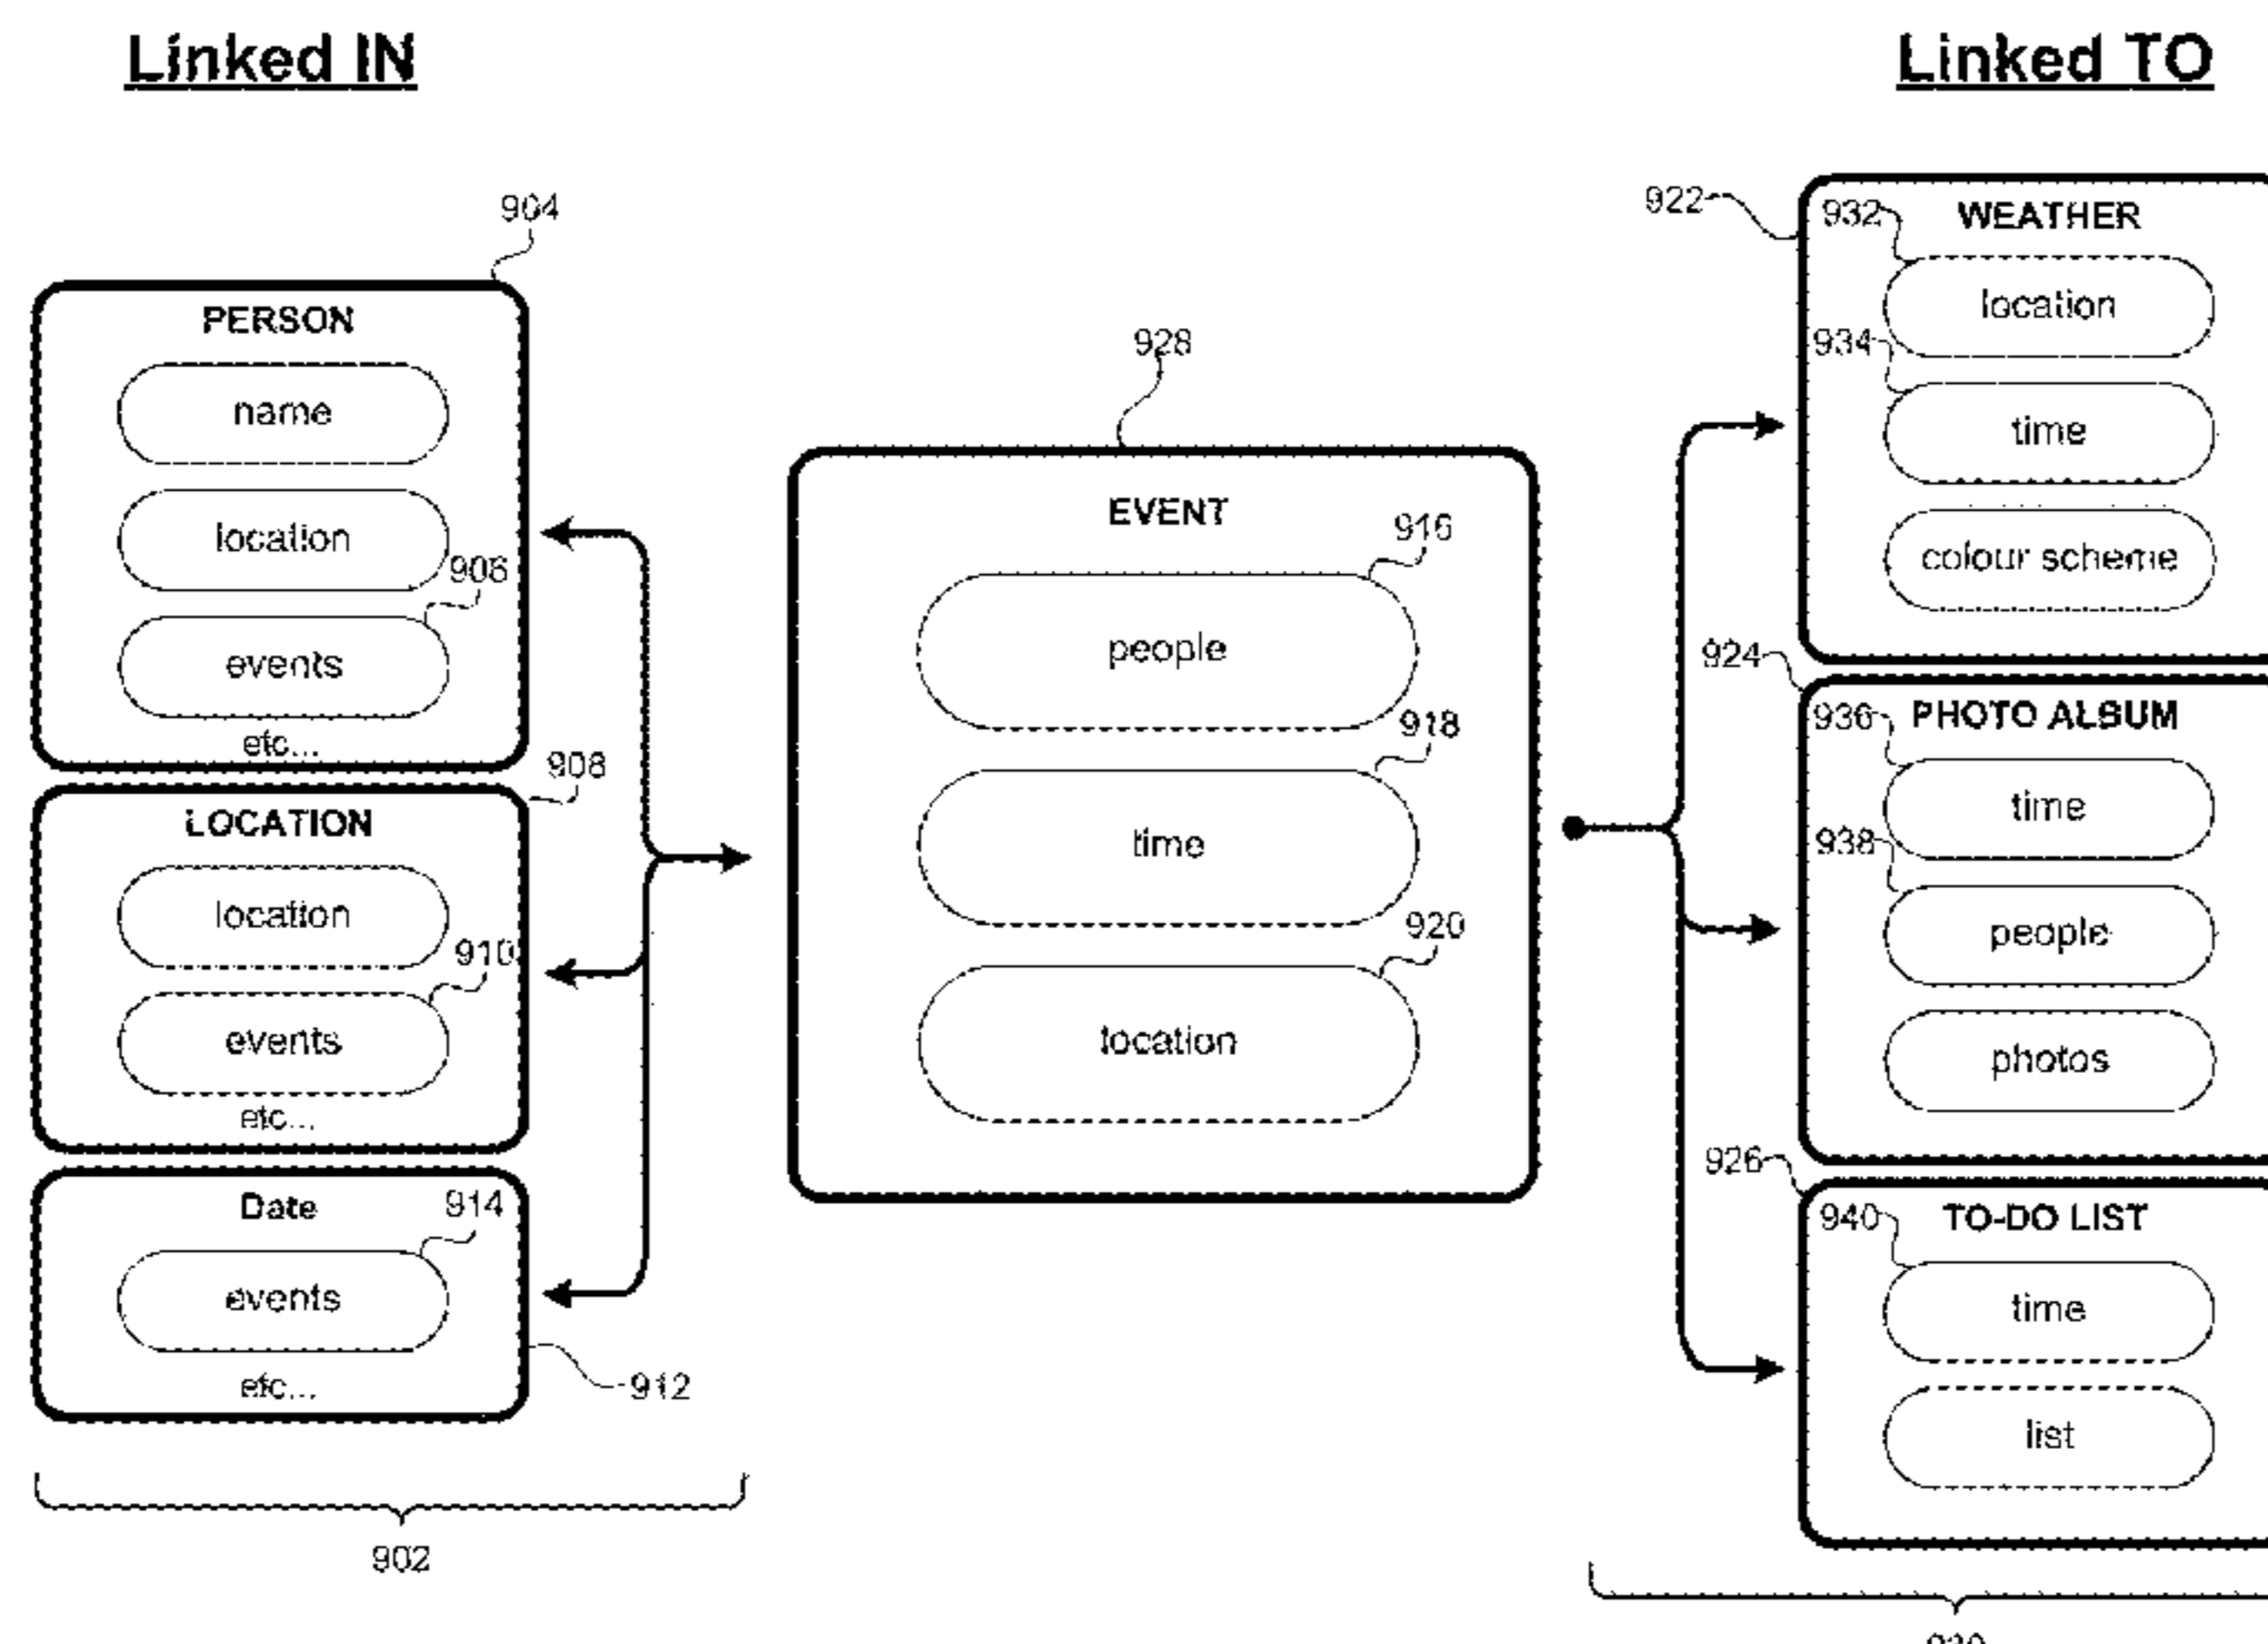 Linked IN
Linked TO
904
PERSON
name
location
906
events
etc...
908
LOCATION
location
910
events
etc...
Date
914
events
etc...
912
902
928
EVENT
916
people
918
time
920
location
922
WEATHER
932
location
934
time
colour scheme
924
PHOTO ALBUM
936
time
938
people
photos
926
TO-DO LIST
940
time
list